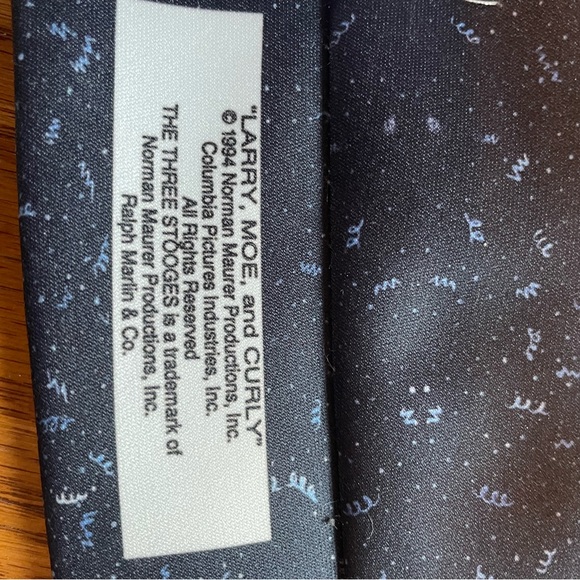 "LARRY, MOE, and CURLY"
© 1994 Norman Maurer Productions, Inc.
Columbia Pictures Industries, Inc.
All Rights Reserved
THE THREE STOOGES is a trademark of
Norman Maurer Productions, Inc.
Ralph Marlin & Co.